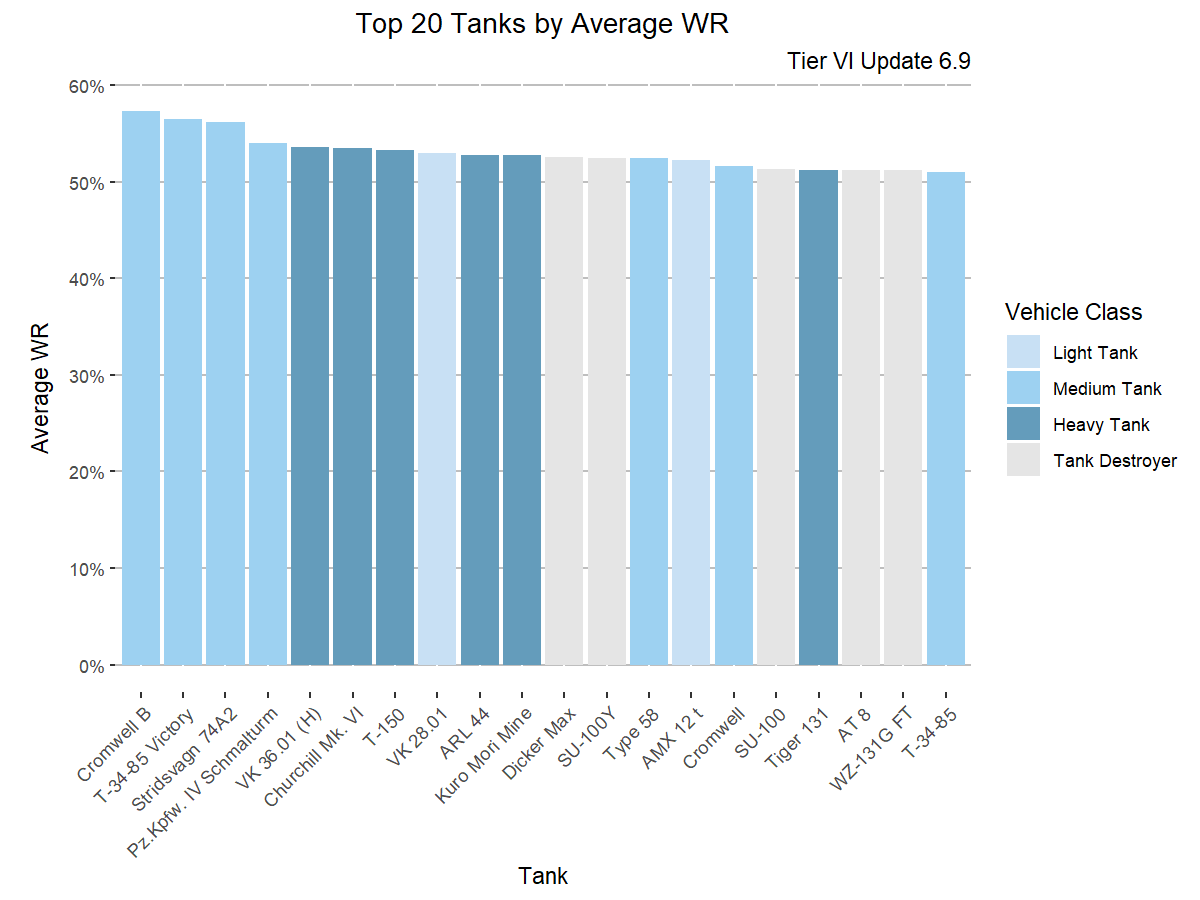 Top 20 Tanks by Average WR
Tier VI Update 6.9
60%
50%
40%
30%
20%
10%
0%
Average WR
Cromwell B
T-34-85 Victory
Stridsvagn 74A2
Pz.Kpfw. IV Schmalturm
VK 36.01 (H)
Churchill Mk. VI
T-150
VK 28.01
ARL 44
Kuro Mori Mine
Dicker Max
SU-100Y
Type 58
AMX 12 t
Cromwell
SU-100
Tiger 131
AT 8
WZ-131G FT
T-34-85
Tank
Vehicle Class
Light Tank
Medium Tank
Heavy Tank
Tank Destroyer